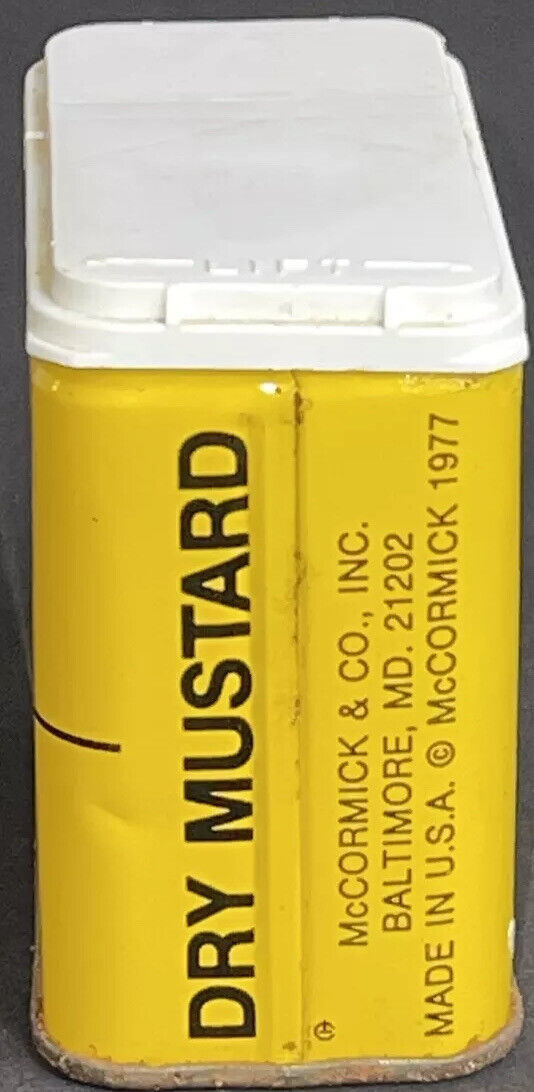 LIFT
DRY MUSTARD
McCORMICK & CO., INC.
BALTIMORE, MD. 21202
MADE IN U.S.A. © McCORMICK 1977